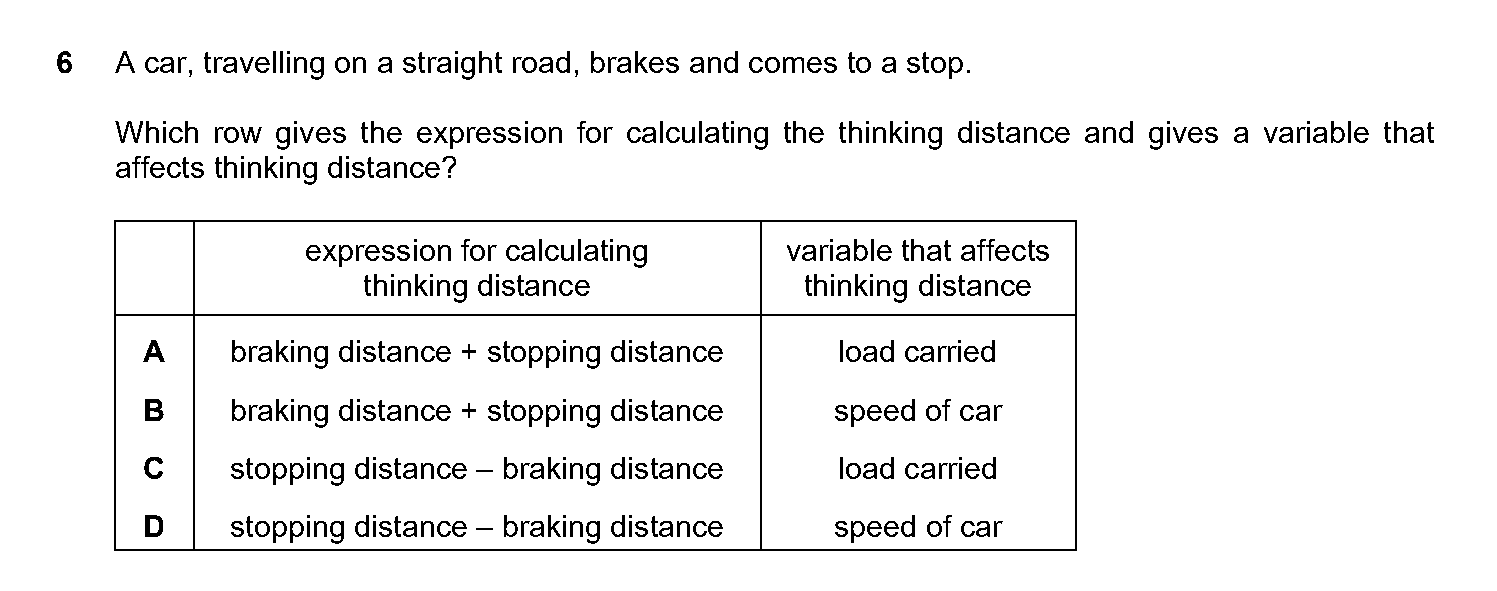 6 A car, travelling on a straight road, brakes and comes to a stop.
Which row gives the expression for calculating the thinking distance and gives a variable that
affects thinking distance?
expression for calculating
thinking distance
variable that affects
thinking distance
A braking distance + stopping distance load carried
B braking distance + stopping distance speed of car
C stopping distance – braking distance load carried
D stopping distance – braking distance speed of car